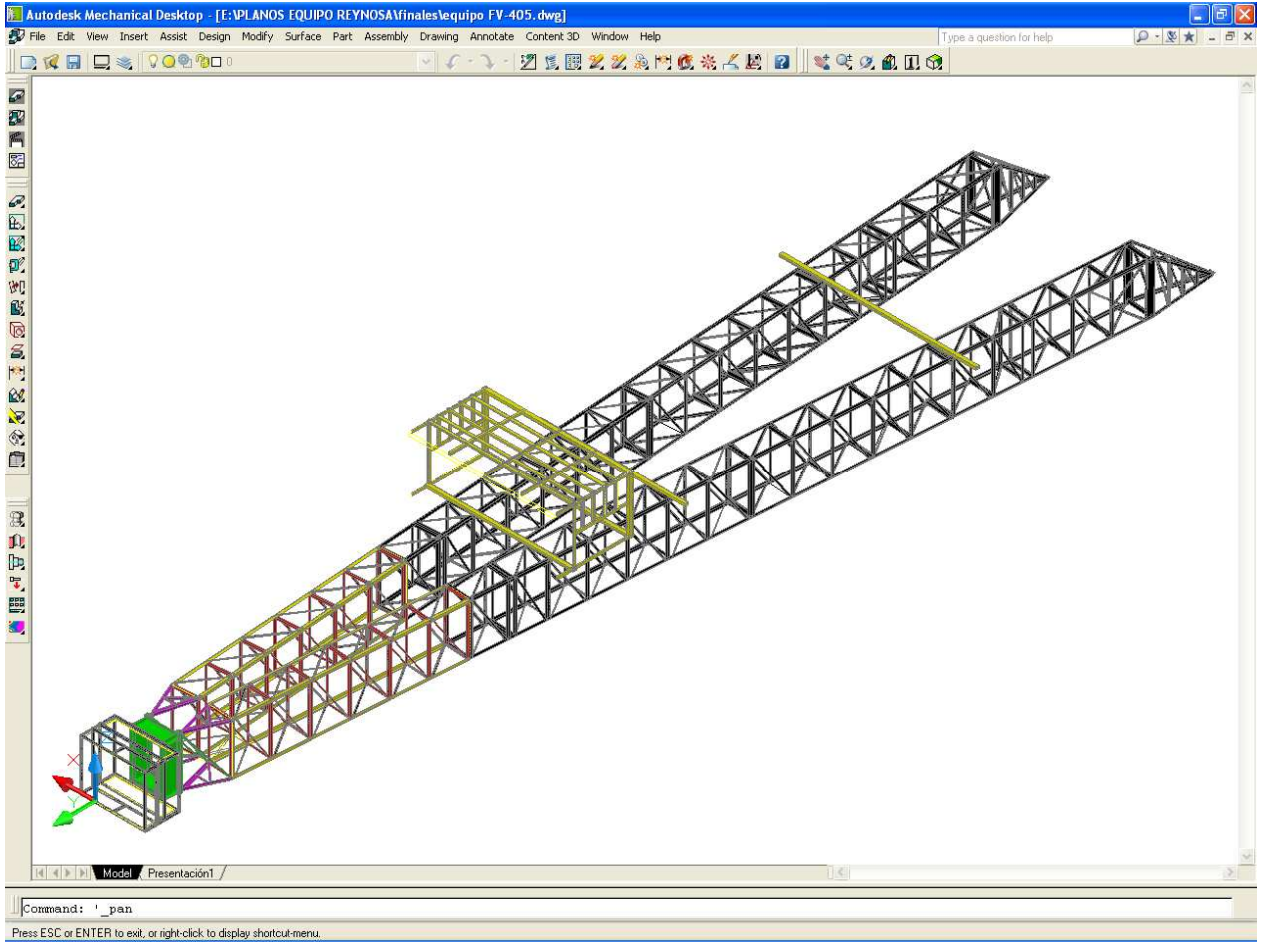 Autodesk Mechanical Desktop - [E:\PLANOS EQUIPO REYNOSA\finales\equipo FV-405.dwg]
File Edit View Insert Assist Design Modify Surface Part Assembly Drawing Annotate Content 3D Window Help Type a question for help
0
X
Z
Y
Model Presentación1
Command: '_pan
Press ESC or ENTER to exit, or right-click to display shortcut-menu.